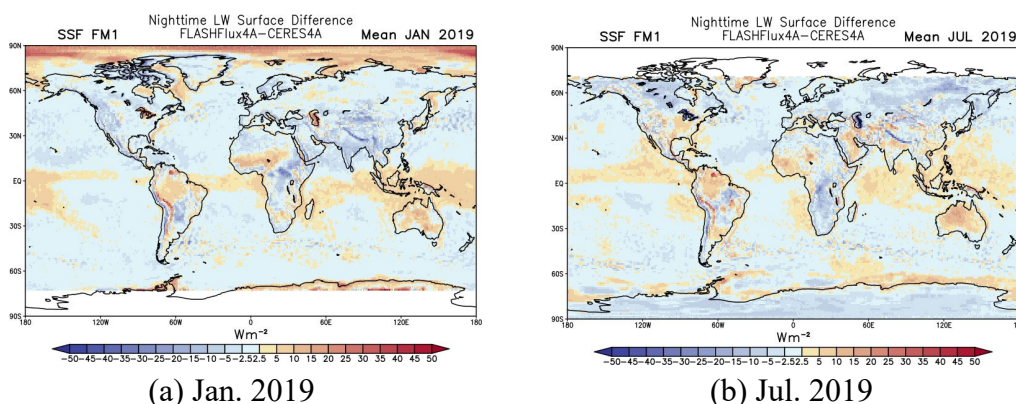 Nighttime LW Surface Difference
SSF FM1 FLASHFlux4A-CERES4A Mean JAN 2019
90N
60N
30N
EQ
30S
60S
90S
180 120W 60W 0 60E 120E 180
Wm⁻²
-50-45-40-35-30-25-20-15-10-5-2.52.5 5 10 15 20 25 30 35 40 45 50
(a) Jan. 2019
Nighttime LW Surface Difference
SSF FM1 FLASHFlux4A-CERES4A Mean JUL 2019
90N
60N
30N
EQ
30S
60S
90S
180 120W 60W 0 60E 120E 180
Wm⁻²
-50-45-40-35-30-25-20-15-10-5-2.52.5 5 10 15 20 25 30 35 40 45 50
(b) Jul. 2019